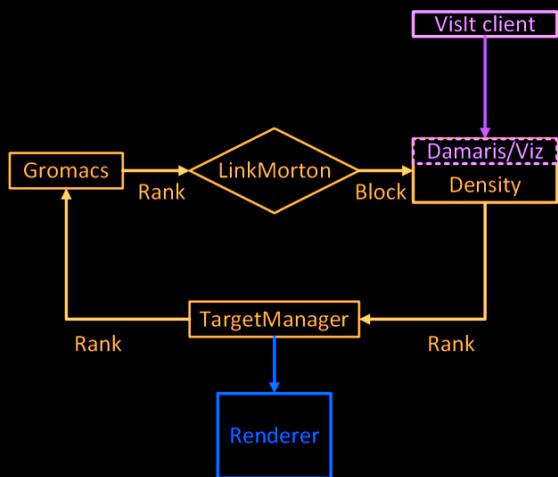 VisIt client
Damaris/Viz
Gromacs
LinkMorton
Density
Rank
Block
TargetManager
Rank
Rank
Renderer